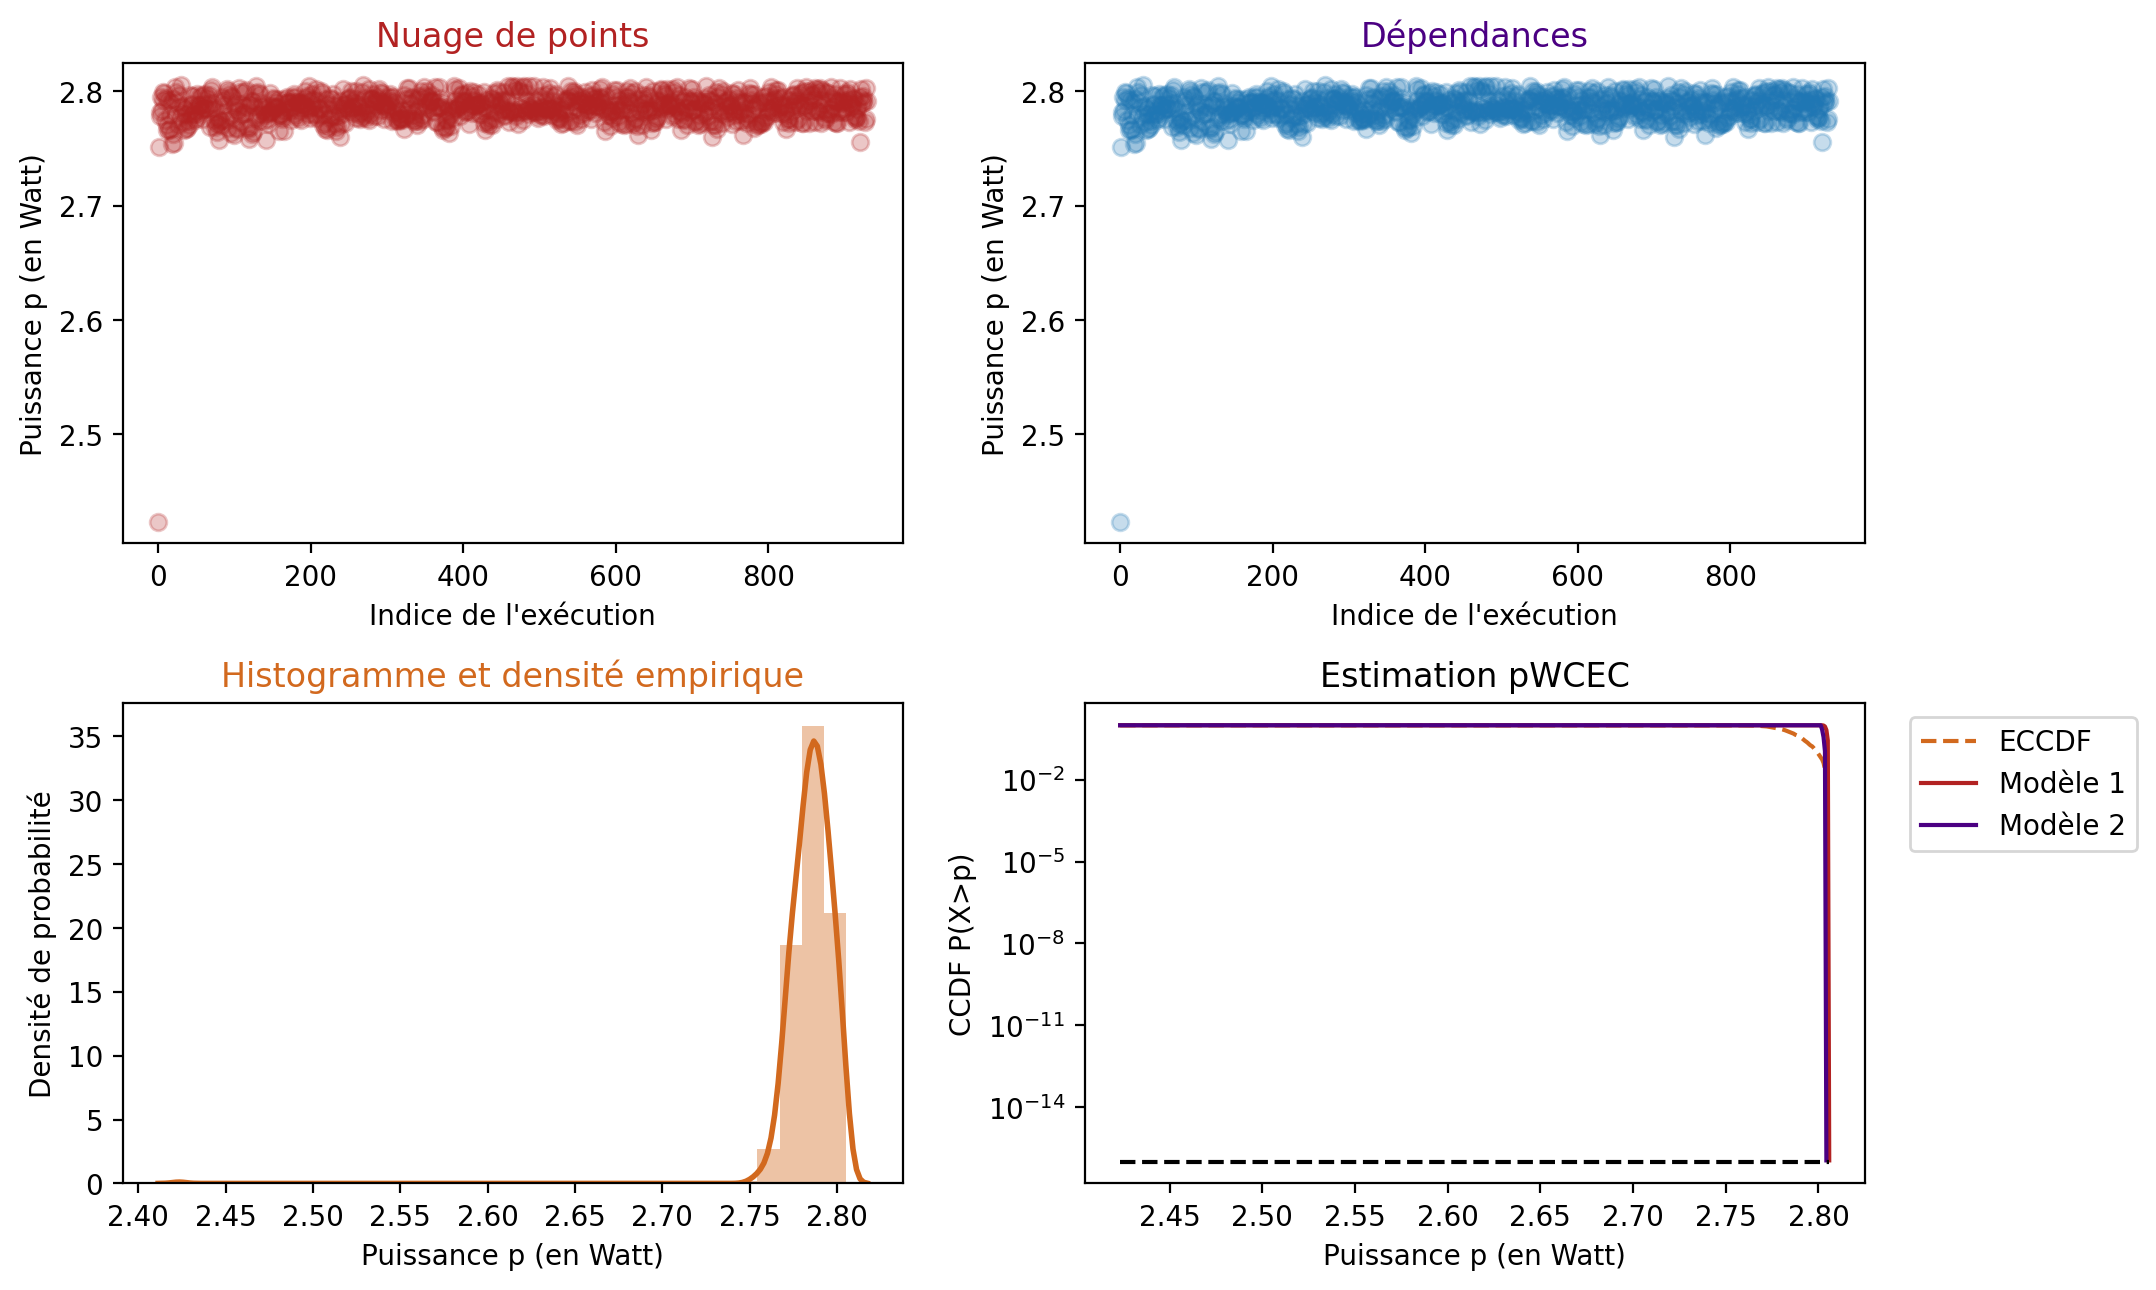 Nuage de points
Puissance p (en Watt)
2.8
2.7
2.6
2.5
0 200 400 600 800
Indice de l'exécution
Dépendances
Puissance p (en Watt)
2.8
2.7
2.6
2.5
0 200 400 600 800
Indice de l'exécution
Histogramme et densité empirique
Densité de probabilité
35
30
25
20
15
10
5
0
2.40 2.45 2.50 2.55 2.60 2.65 2.70 2.75 2.80
Puissance p (en Watt)
Estimation pWCEC
CCDF P(X>p)
10⁻²
10⁻⁵
10⁻⁸
10⁻¹¹
10⁻¹⁴
2.45 2.50 2.55 2.60 2.65 2.70 2.75 2.80
Puissance p (en Watt)
ECCDF
Modèle 1
Modèle 2